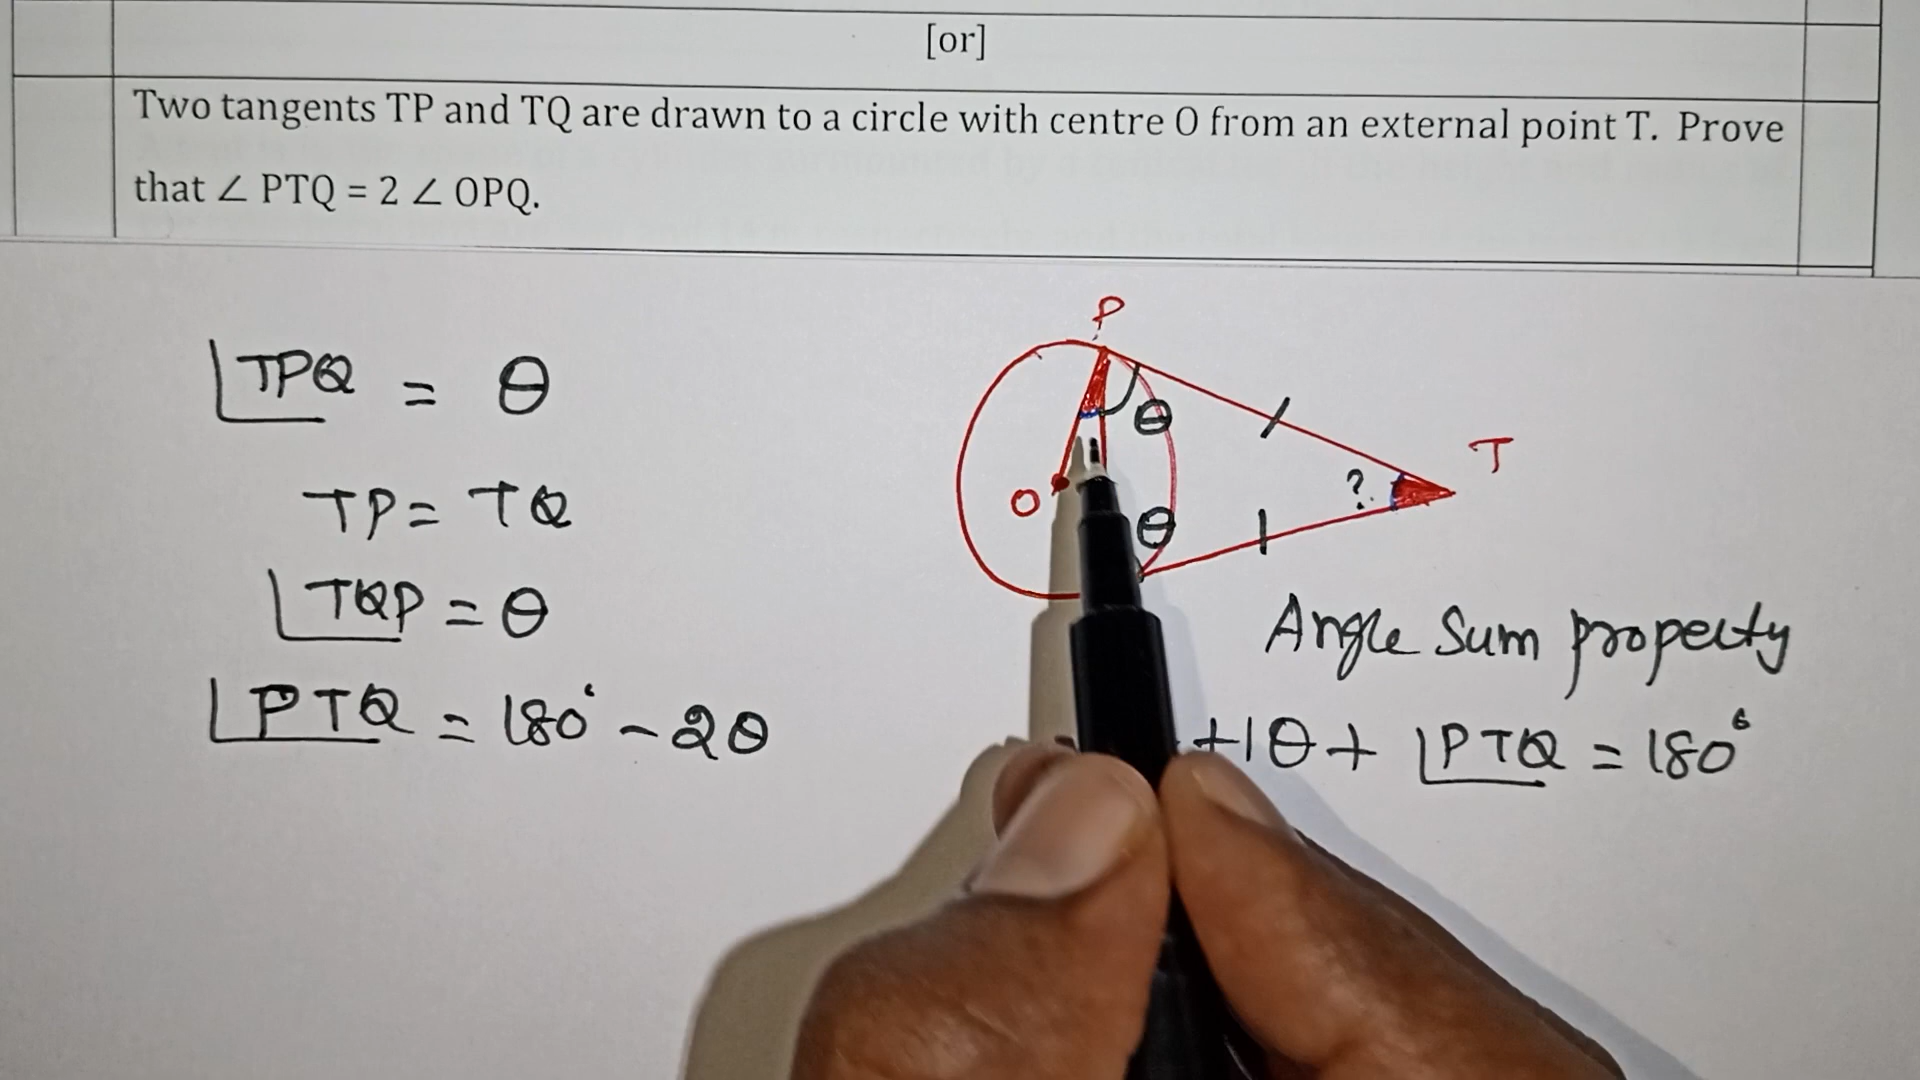 [or]
Two tangents TP and TQ are drawn to a circle with centre O from an external point T. Prove
that ∠ PTQ = 2 ∠ OPQ.
P
T
O
θ
θ
?
∠TPQ = θ
TP = TQ
∠TQP = θ
∠PTQ = 180° - 2θ
Angle Sum property
+1θ + ∠PTQ = 180°